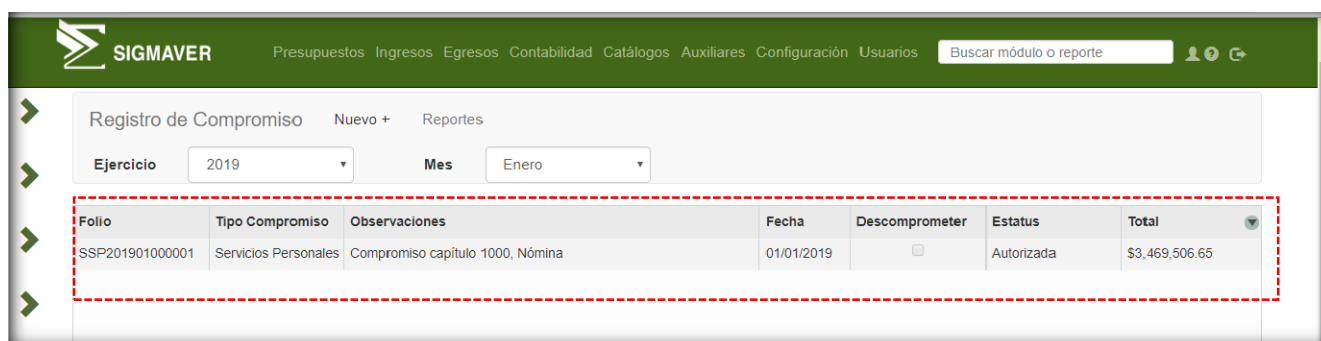 SIGMAVER Presupuestos Ingresos Egresos Contabilidad Catálogos Auxiliares Configuración Usuarios Buscar módulo o reporte
Registro de Compromiso Nuevo + Reportes
Ejercicio 2019 Mes Enero
Folio Tipo Compromiso Observaciones Fecha Descomprometer Estatus Total
SSP201901000001 Servicios Personales Compromiso capítulo 1000, Nómina 01/01/2019 Autorizada $3,469,506.65